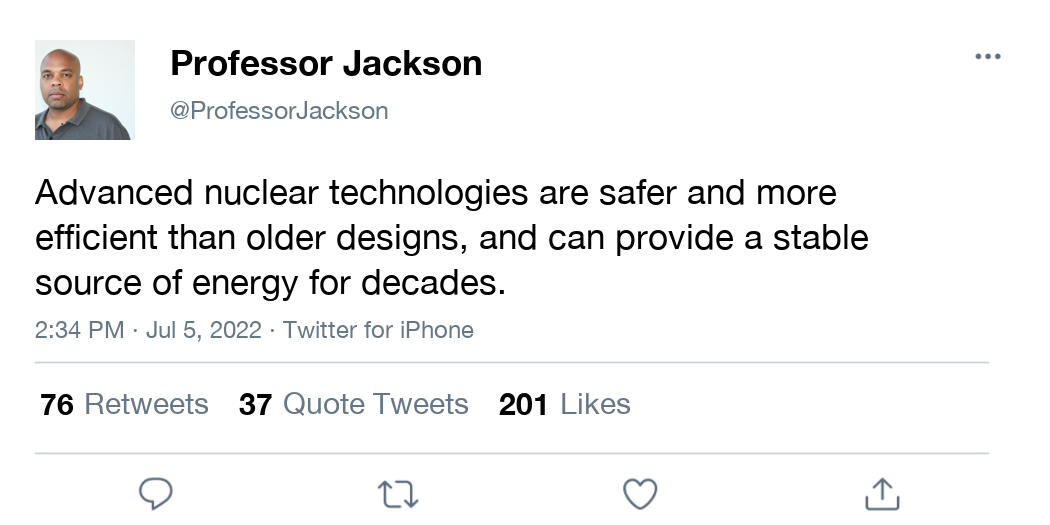 Professor Jackson
@ProfessorJackson
Advanced nuclear technologies are safer and more
efficient than older designs, and can provide a stable
source of energy for decades.
2:34 PM · Jul 5, 2022 · Twitter for iPhone
76 Retweets 37 Quote Tweets 201 Likes